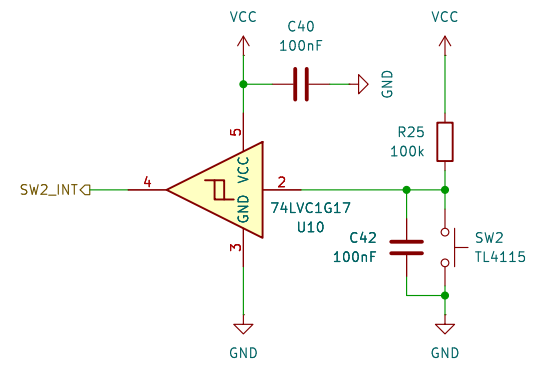 VCC
C40
100nF
GND
VCC
R25
100k
5
VCC
4
2
SW2_INT
GND
74LVC1G17
U10
3
C42
100nF
SW2
TL4115
GND
GND